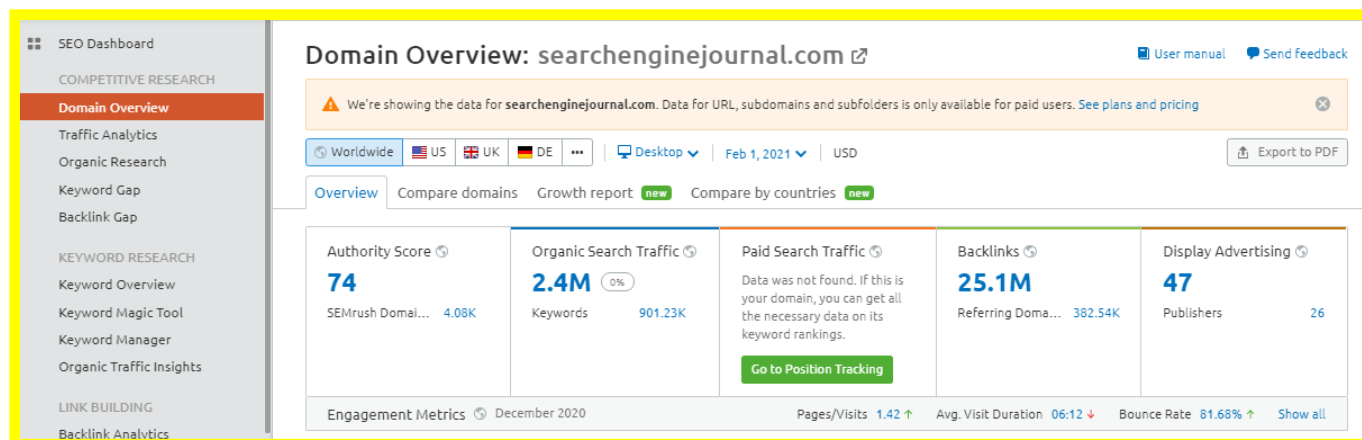 SEO Dashboard
COMPETITIVE RESEARCH
Domain Overview
Traffic Analytics
Organic Research
Keyword Gap
Backlink Gap
KEYWORD RESEARCH
Keyword Overview
Keyword Magic Tool
Keyword Manager
Organic Traffic Insights
LINK BUILDING
Backlink Analytics
Domain Overview: searchenginejournal.com
User manual Send feedback
We're showing the data for searchenginejournal.com. Data for URL, subdomains and subfolders is only available for paid users. See plans and pricing
Worldwide US UK DE ••• Desktop Feb 1, 2021 USD Export to PDF
Overview Compare domains Growth report new Compare by countries new
Authority Score
74
SEMrush Domai... 4.08K
Organic Search Traffic
2.4M 0%
Keywords 901.23K
Paid Search Traffic
Data was not found. If this is
your domain, you can get all
the necessary data on its
keyword rankings.
Go to Position Tracking
Backlinks
25.1M
Referring Doma... 382.54K
Display Advertising
47
Publishers 26
Engagement Metrics December 2020 Pages/Visits 1.42 ↑ Avg. Visit Duration 06:12 ↓ Bounce Rate 81.68% ↑ Show all